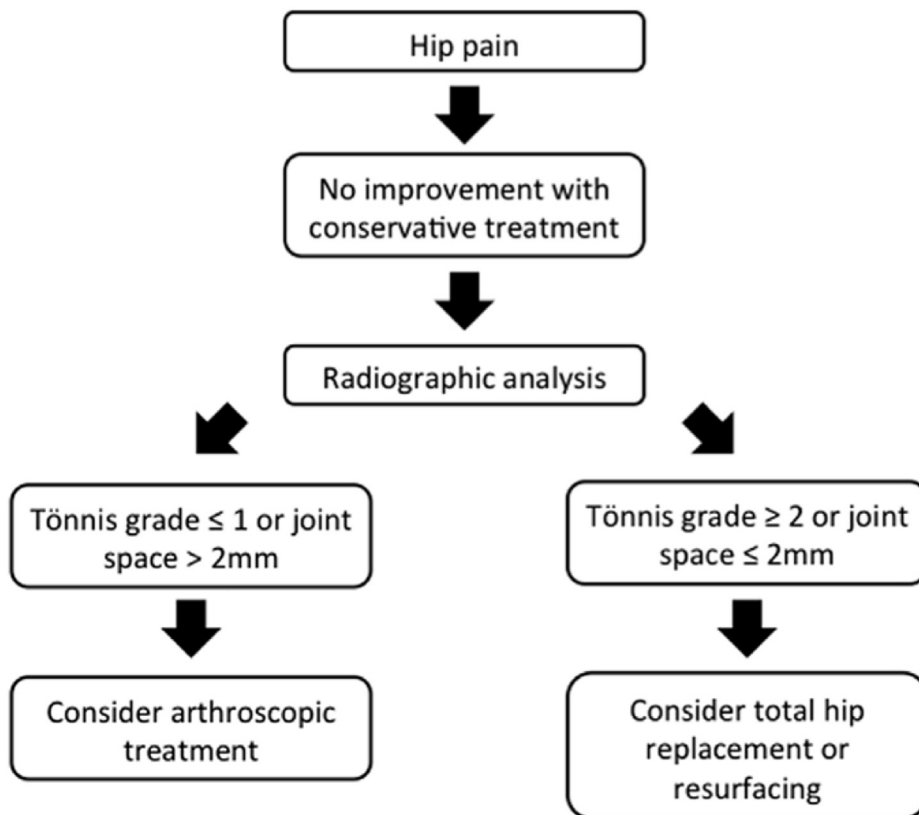 Hip pain
No improvement with
conservative treatment
Radiographic analysis
Tönnis grade ≤ 1 or joint
space > 2mm
Tönnis grade ≥ 2 or joint
space ≤ 2mm
Consider arthroscopic
treatment
Consider total hip
replacement or
resurfacing